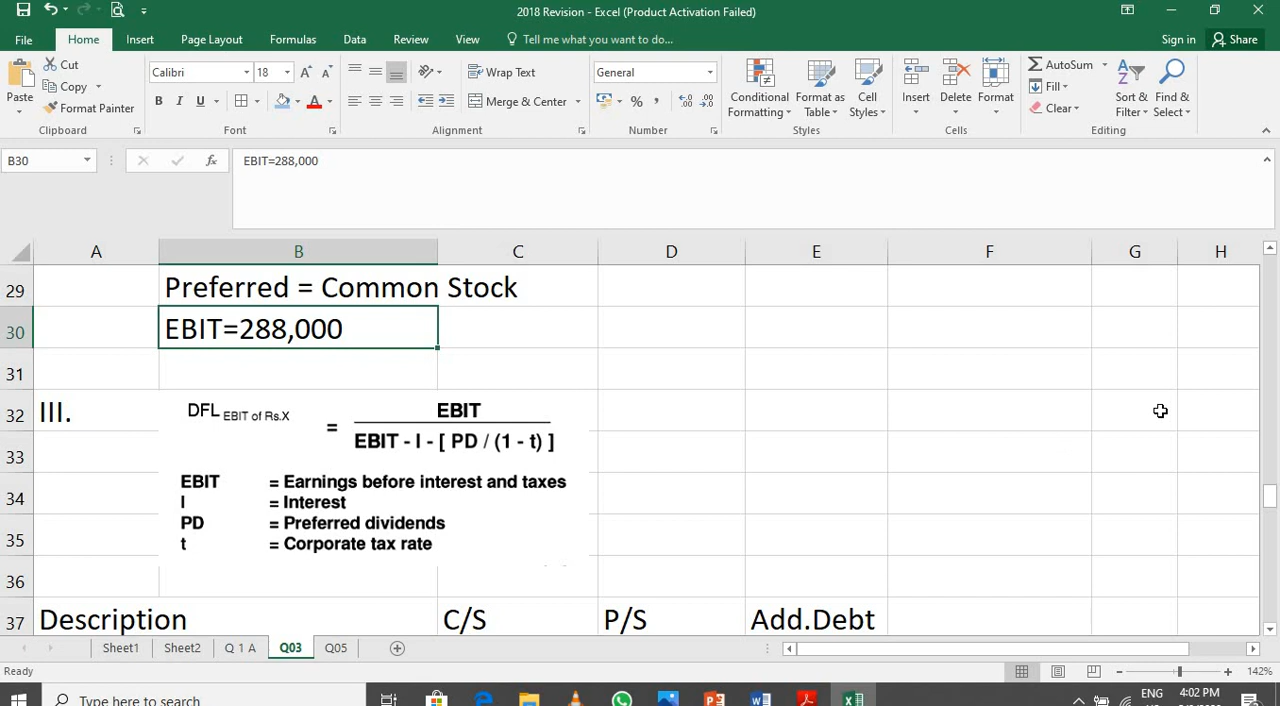 2018 Revision - Excel (Product Activation Failed)
File Home Insert Page Layout Formulas Data Review View Tell me what you want to do... Sign in Share
Cut
Copy
Format Painter
Paste
Clipboard
Calibri 18
B I U
Font
Wrap Text
Merge & Center
Alignment
General
% ,
Number
Conditional Formatting
Format as Table
Cell Styles
Styles
Insert Delete Format
Cells
AutoSum
Fill
Clear
Sort & Filter
Find & Select
Editing
B30 fx EBIT=288,000
A B C D E F G H
29 Preferred = Common Stock
30 EBIT=288,000
31
32 III. DFL EBIT of Rs.X = EBIT
33 EBIT - I - [ PD / (1 - t) ]
34 EBIT = Earnings before interest and taxes
I = Interest
35 PD = Preferred dividends
t = Corporate tax rate
36
37 Description C/S P/S Add.Debt
Sheet1 Sheet2 Q 1 A Q03 Q05
Ready 142%
Type here to search ENG 4:02 PM